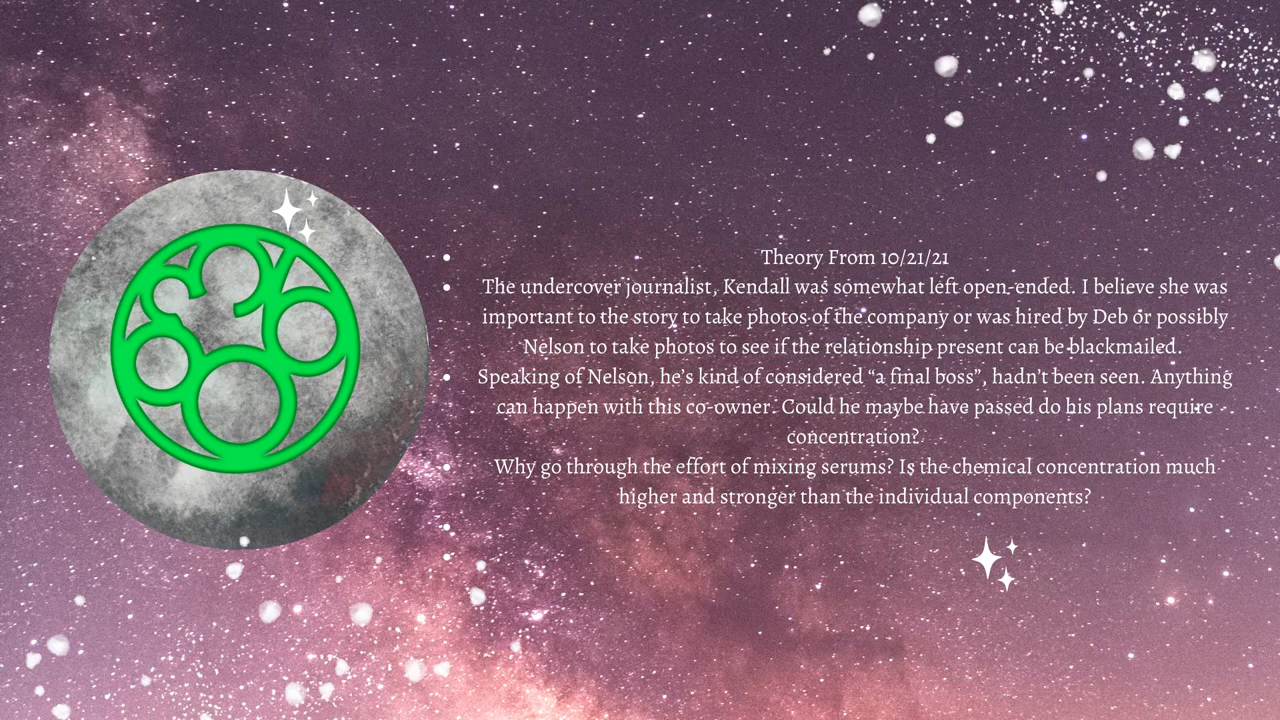 Theory From 10/21/21
The undercover journalist, Kendall was somewhat left open-ended. I believe she was
important to the story to take photos of the company or was hired by Deb or possibly
Nelson to take photos to see if the relationship present can be blackmailed.
Speaking of Nelson, he’s kind of considered “a final boss”, hadn’t been seen. Anything
can happen with this co-owner. Could he maybe have passed do his plans require
concentration?
Why go through the effort of mixing serums? Is the chemical concentration much
higher and stronger than the individual components?